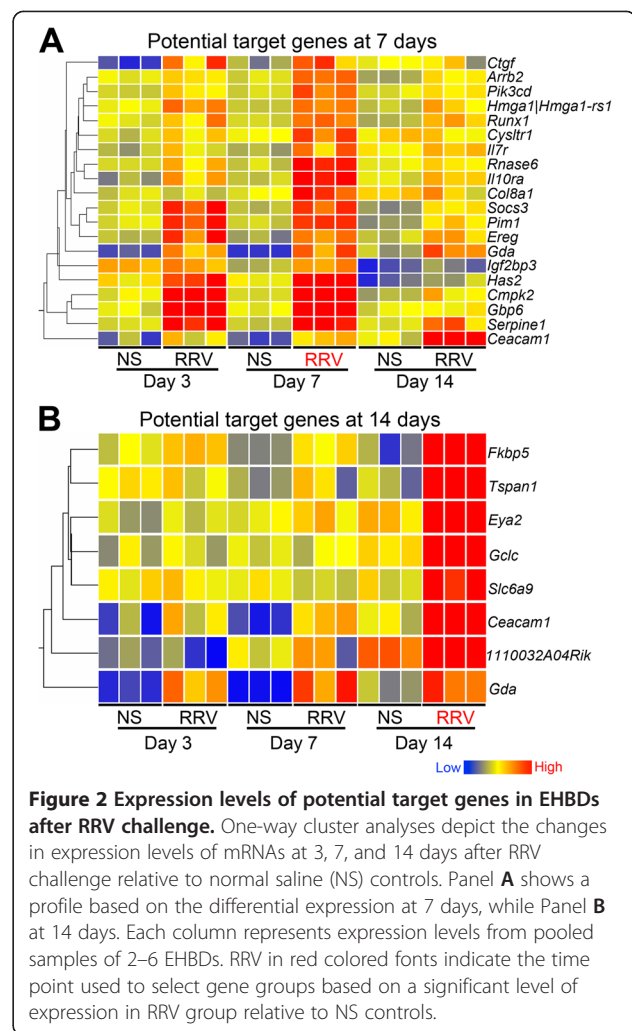 A
Potential target genes at 7 days
Ctgf
Arrb2
Pik3cd
Hmga1|Hmga1-rs1
Runx1
Cysltr1
Il7r
Rnase6
Il10ra
Col8a1
Socs3
Pim1
Ereg
Gda
Igf2bp3
Has2
Cmpk2
Gbp6
Serpine1
Ceacam1
NS RRV NS RRV NS RRV
Day 3 Day 7 Day 14
B
Potential target genes at 14 days
Fkbp5
Tspan1
Eya2
Gclc
Slc6a9
Ceacam1
1110032A04Rik
Gda
NS RRV NS RRV NS RRV
Day 3 Day 7 Day 14
Low High
Figure 2 Expression levels of potential target genes in EHBDs
after RRV challenge. One-way cluster analyses depict the changes
in expression levels of mRNAs at 3, 7, and 14 days after RRV
challenge relative to normal saline (NS) controls. Panel A shows a
profile based on the differential expression at 7 days, while Panel B
at 14 days. Each column represents expression levels from pooled
samples of 2–6 EHBDs. RRV in red colored fonts indicate the time
point used to select gene groups based on a significant level of
expression in RRV group relative to NS controls.